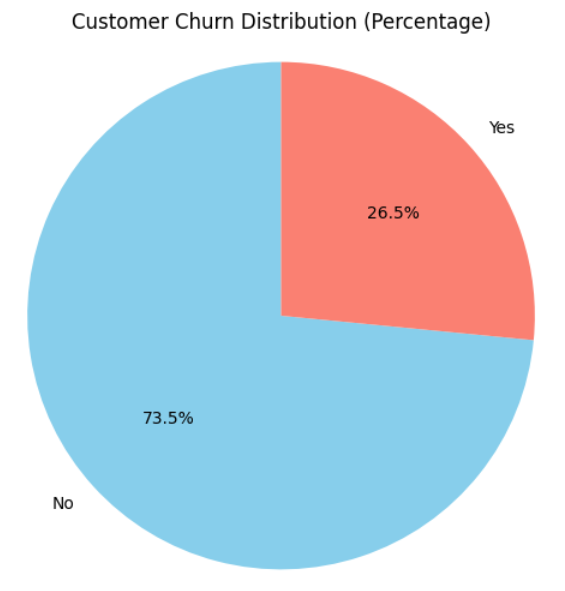 Customer Churn Distribution (Percentage)
Yes
26.5%
73.5%
No